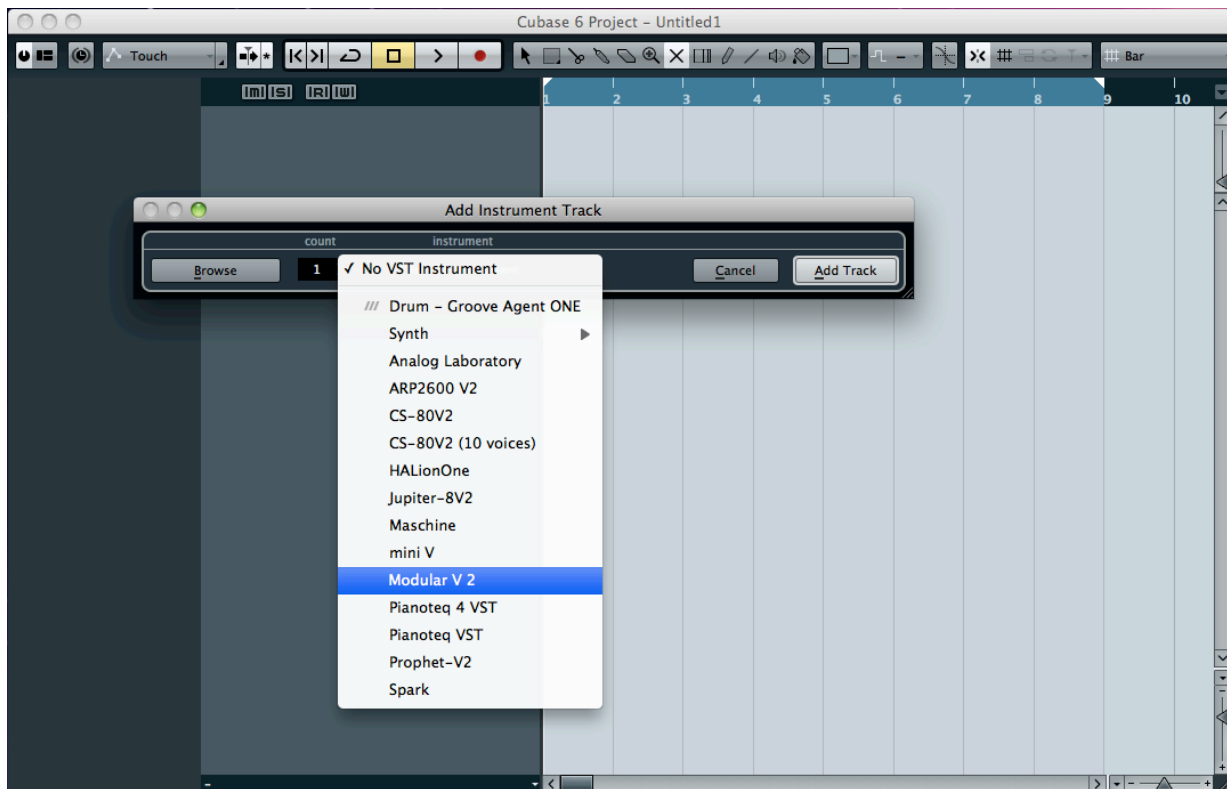 Cubase 6 Project – Untitled1
Touch
Bar
M S R W
1 2 3 4 5 6 7 8 9 10
Add Instrument Track
count instrument
Browse 1 ✓ No VST Instrument Cancel Add Track
Drum – Groove Agent ONE
Synth
Analog Laboratory
ARP2600 V2
CS–80V2
CS–80V2 (10 voices)
HALionOne
Jupiter–8V2
Maschine
mini V
Modular V 2
Pianoteq 4 VST
Pianoteq VST
Prophet–V2
Spark